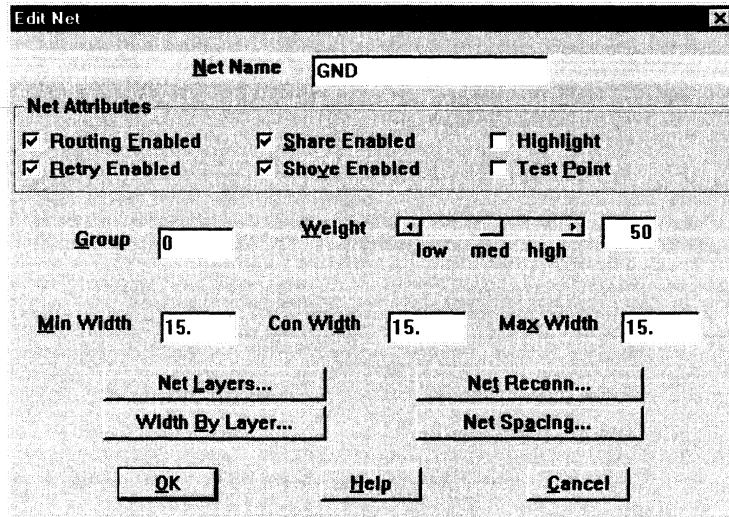 Edit Net
Net Name GND
Net Attributes
Routing Enabled Share Enabled Highlight
Retry Enabled Shove Enabled Test Point
Group 0 Weight 50
low med high
Min Width 15. Con Width 15. Max Width 15.
Net Layers... Net Reconn...
Width By Layer... Net Spacing...
OK Help Cancel